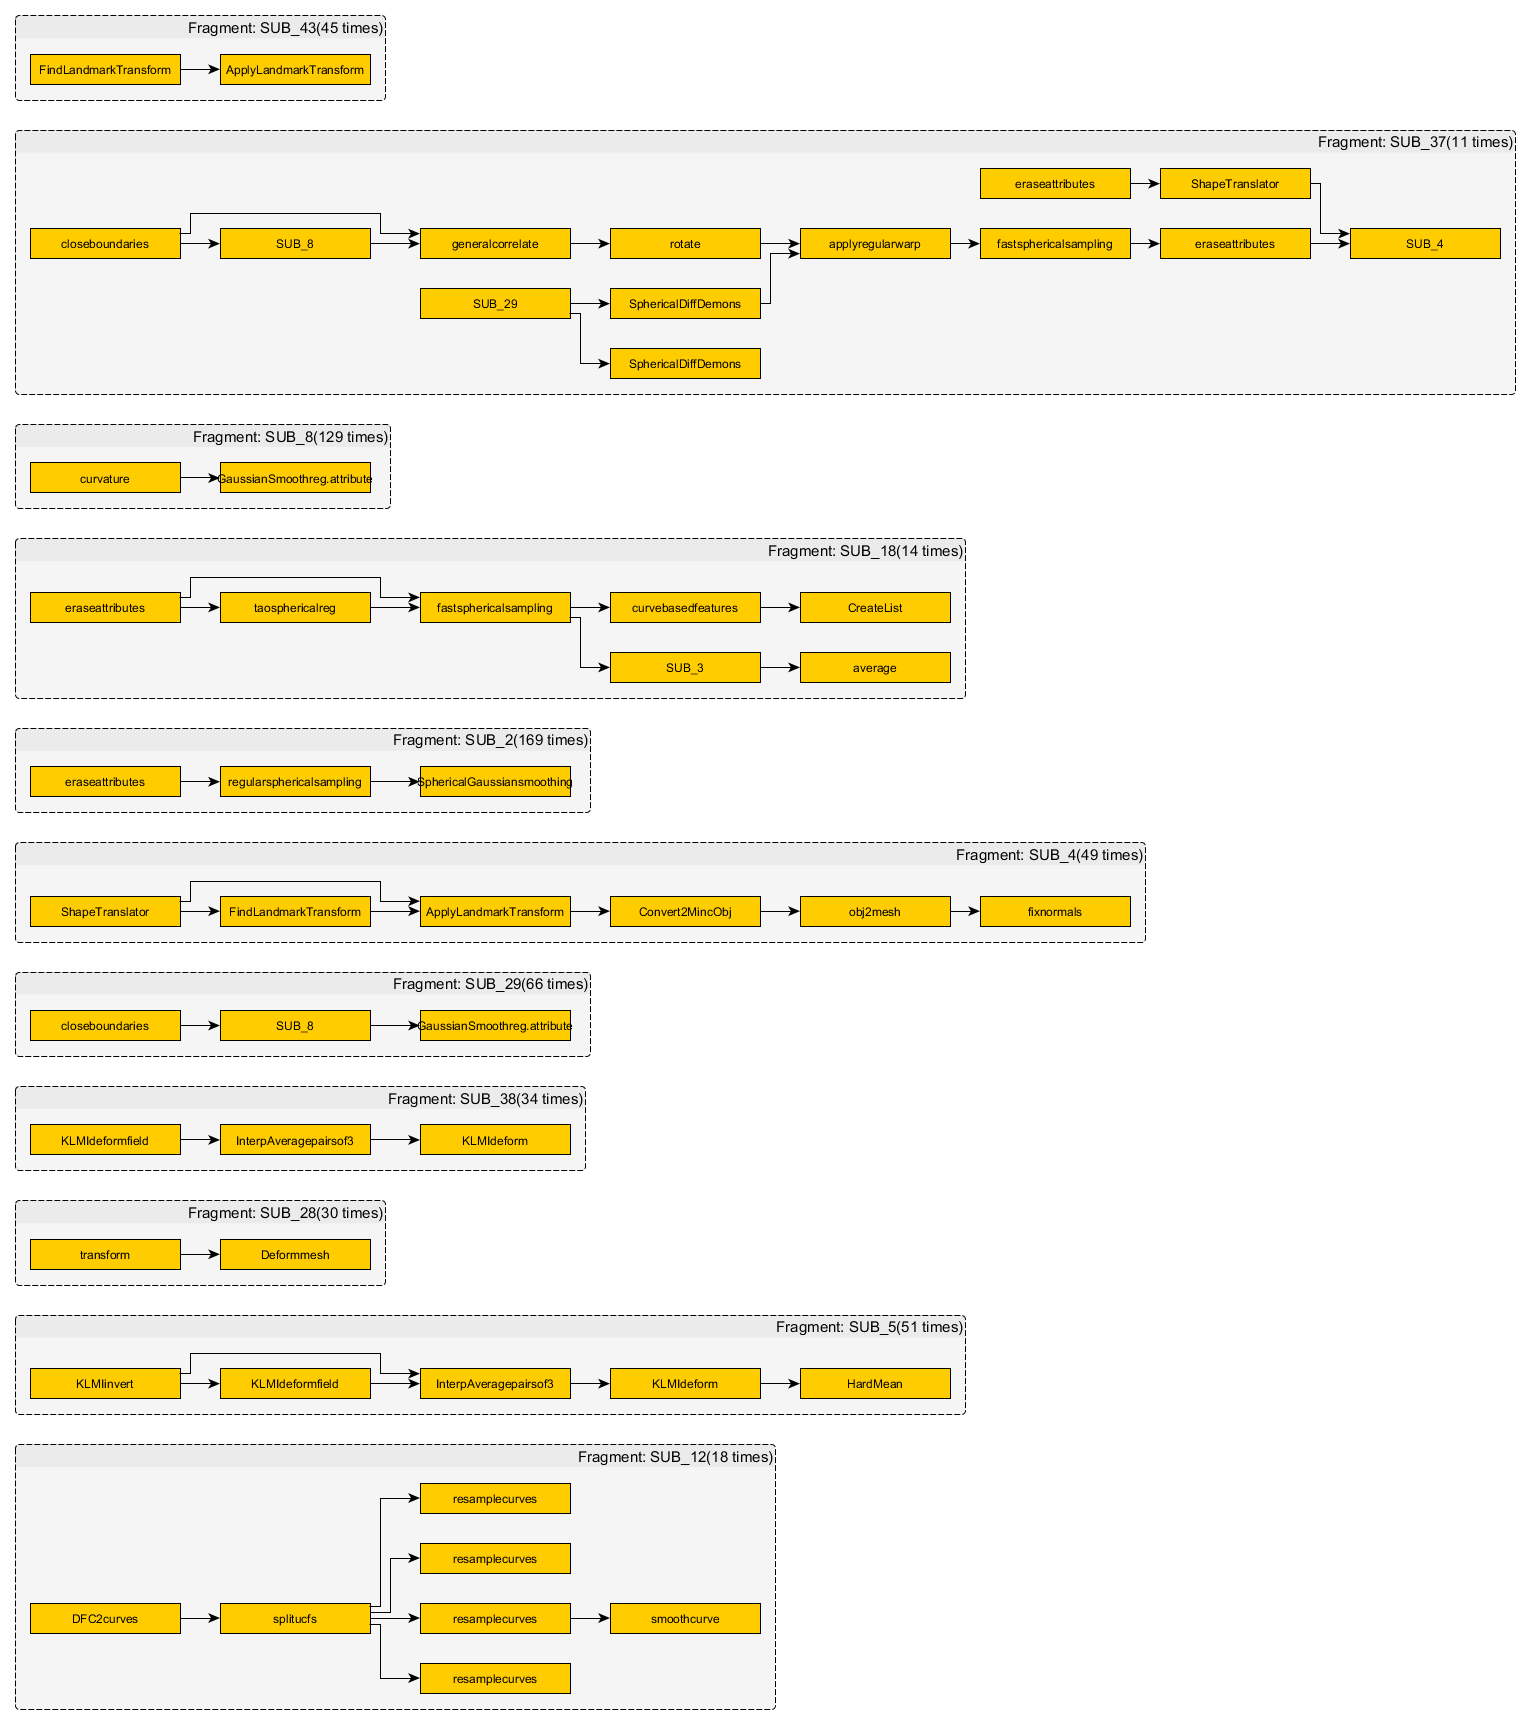 Fragment: SUB_43(45 times)
FindLandmarkTransform ApplyLandmarkTransform
Fragment: SUB_37(11 times)
eraseattributes ShapeTranslator
closeboundaries SUB_8 generalcorrelate rotate applyregularwarp fastsphericalsampling eraseattributes SUB_4
SUB_29 SphericalDiffDemons
SphericalDiffDemons
Fragment: SUB_8(129 times)
curvature GaussianSmoothreg.attribute
Fragment: SUB_18(14 times)
eraseattributes taosphericalreg fastsphericalsampling curvebasedfeatures CreateList
SUB_3 average
Fragment: SUB_2(169 times)
eraseattributes regularsphericalsampling SphericalGaussiansmoothing
Fragment: SUB_4(49 times)
ShapeTranslator FindLandmarkTransform ApplyLandmarkTransform Convert2MincObj obj2mesh fixnormals
Fragment: SUB_29(66 times)
closeboundaries SUB_8 GaussianSmoothreg.attribute
Fragment: SUB_38(34 times)
KLMIdeformfield InterpAveragepairsof3 KLMIdeform
Fragment: SUB_28(30 times)
transform Deformmesh
Fragment: SUB_5(51 times)
KLMIinvert KLMIdeformfield InterpAveragepairsof3 KLMIdeform HardMean
Fragment: SUB_12(18 times)
resamplecurves
resamplecurves
DFC2curves splitucfs resamplecurves smoothcurve
resamplecurves